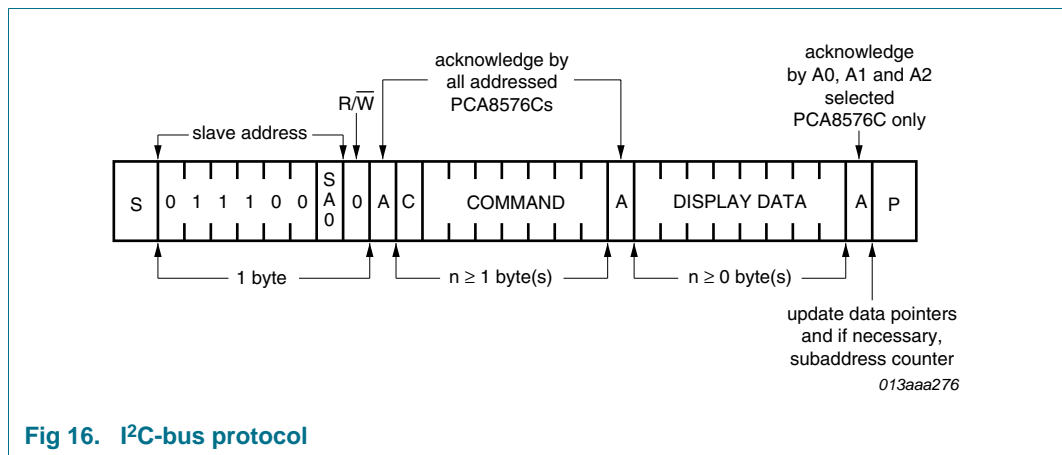 acknowledge by
all addressed
PCA8576Cs
acknowledge
by A0, A1 and A2
selected
PCA8576C only
R/W̅
slave address
S 0 1 1 1 0 0 SA0 0 A C COMMAND A DISPLAY DATA A P
1 byte
n ≥ 1 byte(s)
n ≥ 0 byte(s)
update data pointers
and if necessary,
subaddress counter
013aaa276
Fig 16. I²C-bus protocol